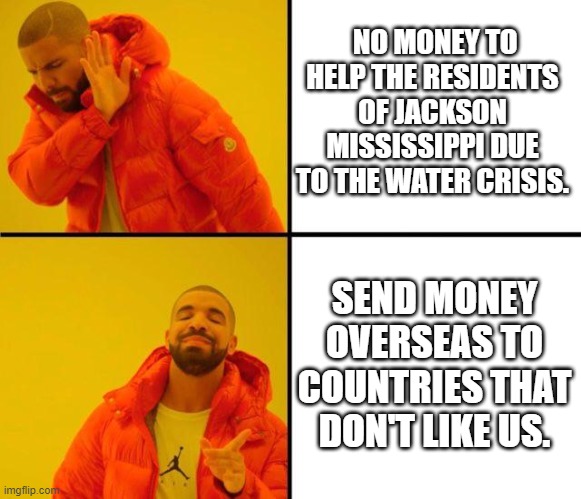 NO MONEY TO
HELP THE RESIDENTS
OF JACKSON
MISSISSIPPI DUE
TO THE WATER CRISIS.
SEND MONEY
OVERSEAS TO
COUNTRIES THAT
DON'T LIKE US.
imgflip.com